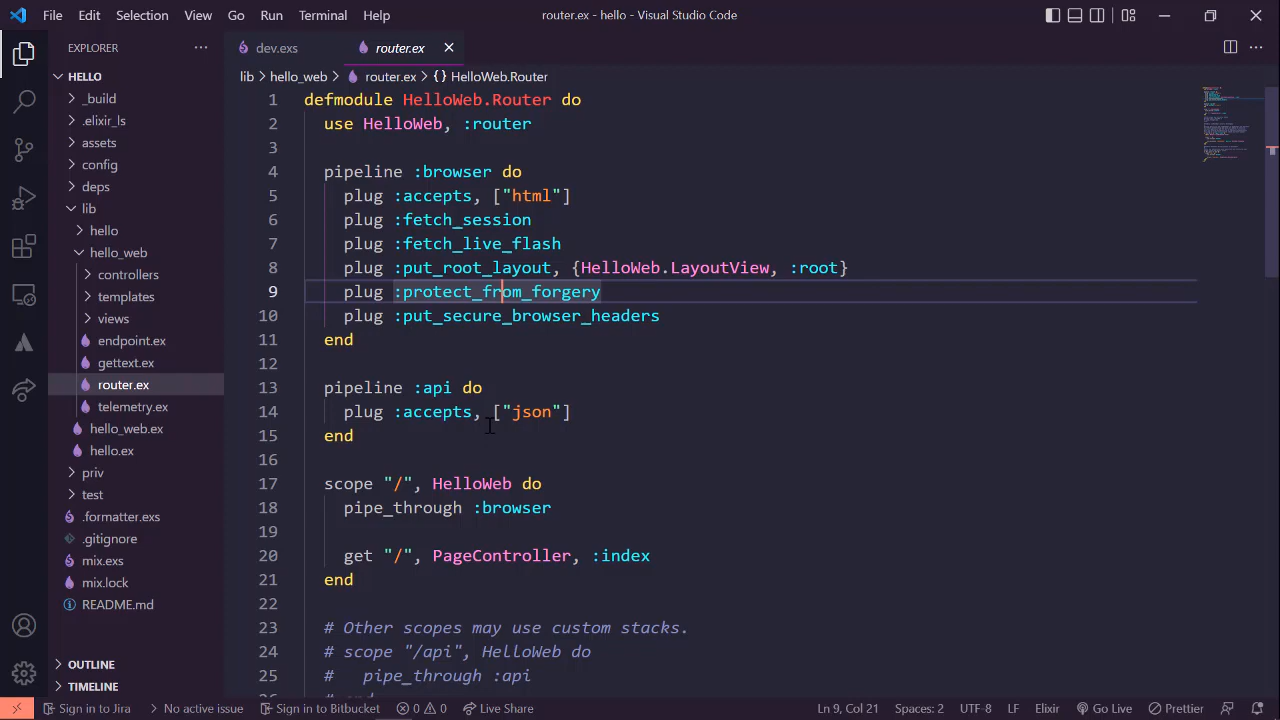 File Edit Selection View Go Run Terminal Help router.ex - hello - Visual Studio Code
EXPLORER
HELLO
_build
.elixir_ls
assets
config
deps
lib
hello
hello_web
controllers
templates
views
endpoint.ex
gettext.ex
router.ex
telemetry.ex
hello_web.ex
hello.ex
priv
test
.formatter.exs
.gitignore
mix.exs
mix.lock
README.md
OUTLINE
TIMELINE
dev.exs router.ex
lib > hello_web > router.ex > {} HelloWeb.Router
1 defmodule HelloWeb.Router do
2 use HelloWeb, :router
3
4 pipeline :browser do
5 plug :accepts, ["html"]
6 plug :fetch_session
7 plug :fetch_live_flash
8 plug :put_root_layout, {HelloWeb.LayoutView, :root}
9 plug :protect_from_forgery
10 plug :put_secure_browser_headers
11 end
12
13 pipeline :api do
14 plug :accepts, ["json"]
15 end
16
17 scope "/", HelloWeb do
18 pipe_through :browser
19
20 get "/", PageController, :index
21 end
22
23 # Other scopes may use custom stacks.
24 # scope "/api", HelloWeb do
25 #   pipe_through :api
26 # end
Sign in to Jira No active issue Sign in to Bitbucket 0 0 Live Share Ln 9, Col 21 Spaces: 2 UTF-8 LF Elixir Go Live Prettier